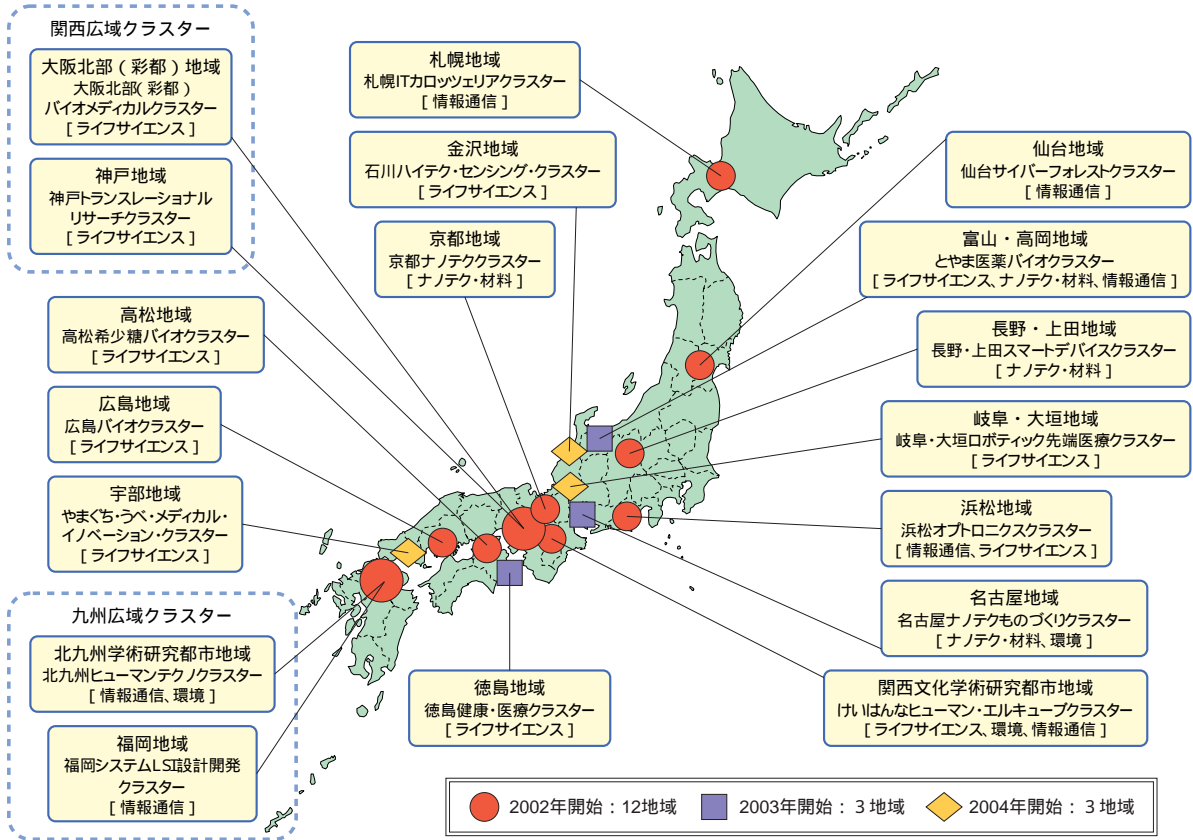 関西広域クラスター
大阪北部（彩都）地域
大阪北部（彩都）
バイオメディカルクラスター
[ライフサイエンス]
神戸地域
神戸トランスレーショナル
リサーチクラスター
[ライフサイエンス]
札幌地域
札幌ITカロッツェリアクラスター
[情報通信]
金沢地域
石川ハイテク・センシング・クラスター
[ライフサイエンス]
京都地域
京都ナノテククラスター
[ナノテク・材料]
仙台地域
仙台サイバーフォレストクラスター
[情報通信]
富山・高岡地域
とやま医薬バイオクラスター
[ライフサイエンス、ナノテク・材料、情報通信]
長野・上田地域
長野・上田スマートデバイスクラスター
[ナノテク・材料]
岐阜・大垣地域
岐阜・大垣ロボティック先端医療クラスター
[ライフサイエンス]
浜松地域
浜松オプトロニクスクラスター
[情報通信、ライフサイエンス]
名古屋地域
名古屋ナノテクものづくりクラスター
[ナノテク・材料、環境]
関西文化学術研究都市地域
けいはんなヒューマン・エルキューブクラスター
[ライフサイエンス、環境、情報通信]
高松地域
高松希少糖バイオクラスター
[ライフサイエンス]
広島地域
広島バイオクラスター
[ライフサイエンス]
宇部地域
やまぐち・うべ・メディカル・
イノベーション・クラスター
[ライフサイエンス]
九州広域クラスター
北九州学術研究都市地域
北九州ヒューマンテクノクラスター
[情報通信、環境]
福岡地域
福岡システムLSI設計開発
クラスター
[情報通信]
徳島地域
徳島健康・医療クラスター
[ライフサイエンス]
2002年開始：12地域 2003年開始：3地域 2004年開始：3地域